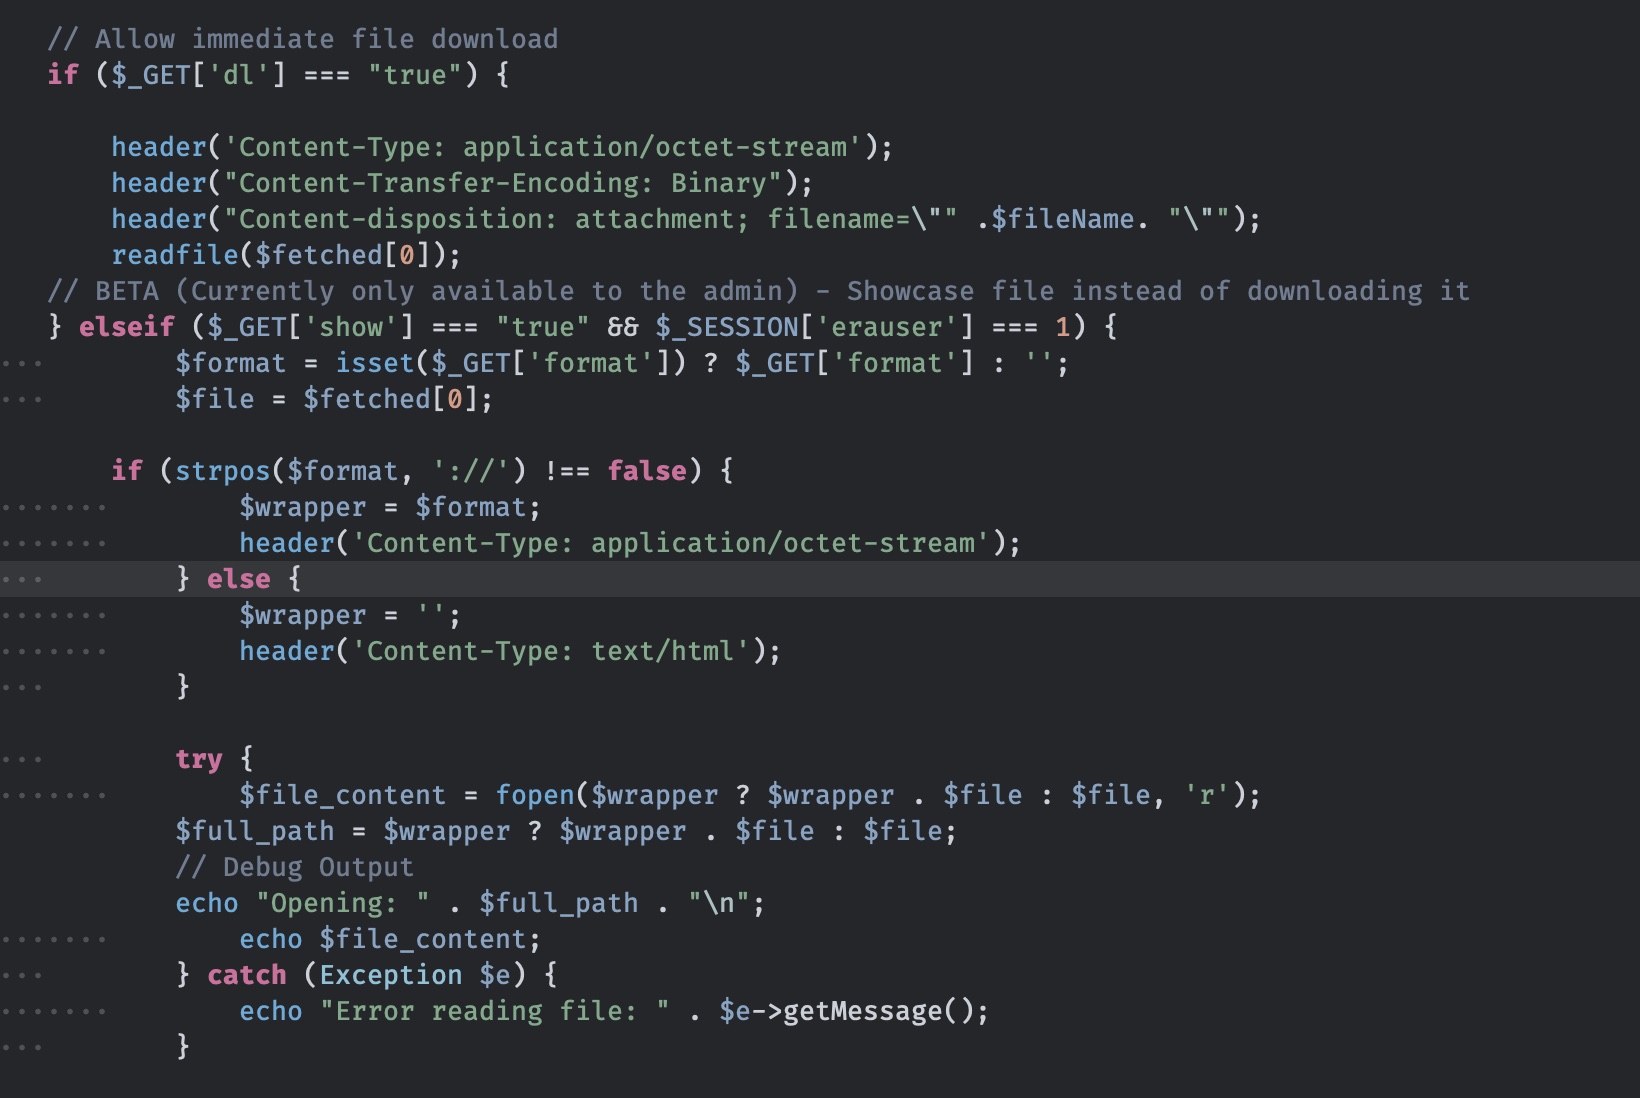 // Allow immediate file download
if ($_GET['dl'] === "true") {
header('Content-Type: application/octet-stream');
header("Content-Transfer-Encoding: Binary");
header("Content-disposition: attachment; filename=\"" .$fileName. "\"");
readfile($fetched[0]);
// BETA (Currently only available to the admin) - Showcase file instead of downloading it
} elseif ($_GET['show'] === "true" && $_SESSION['erauser'] === 1) {
$format = isset($_GET['format']) ? $_GET['format'] : '';
$file = $fetched[0];
if (strpos($format, '://') !== false) {
$wrapper = $format;
header('Content-Type: application/octet-stream');
} else {
$wrapper = '';
header('Content-Type: text/html');
}
try {
$file_content = fopen($wrapper ? $wrapper . $file : $file, 'r');
$full_path = $wrapper ? $wrapper . $file : $file;
// Debug Output
echo "Opening: " . $full_path . "\n";
echo $file_content;
} catch (Exception $e) {
echo "Error reading file: " . $e->getMessage();
}